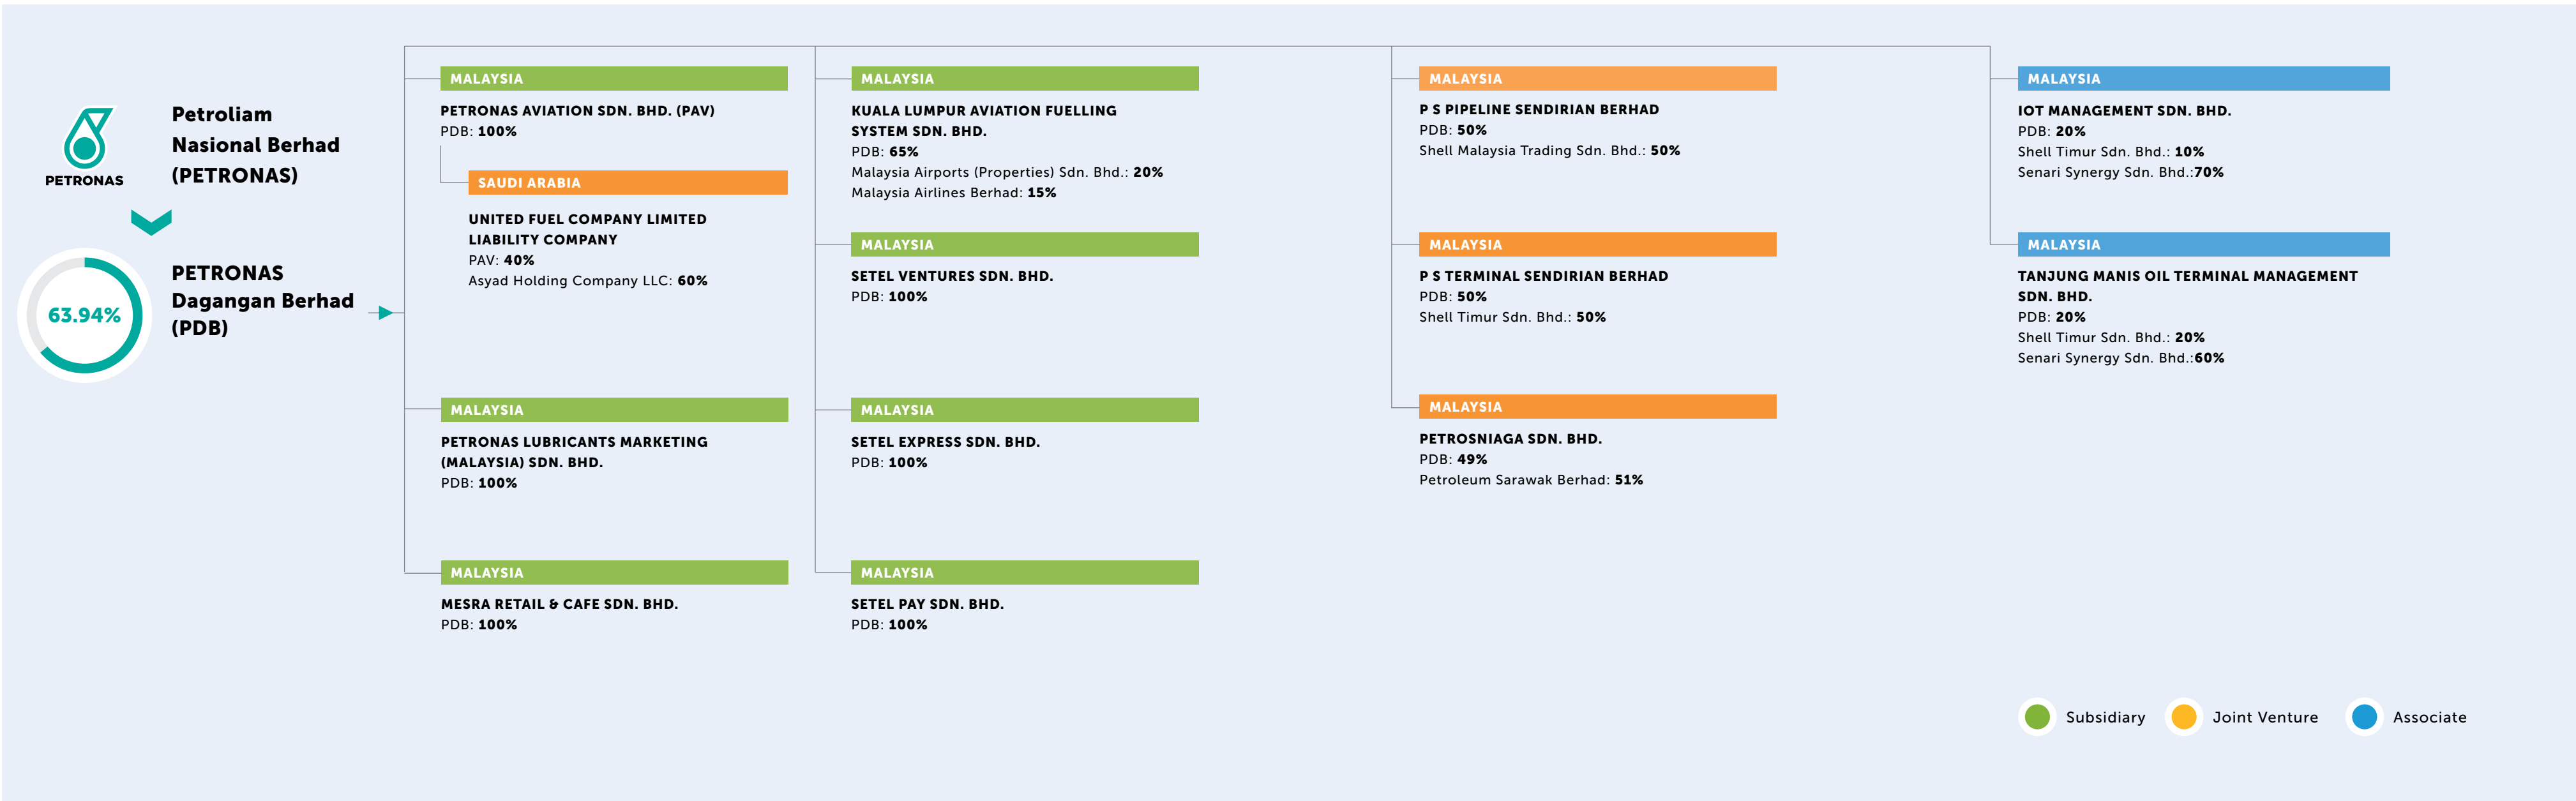 PETRONAS
Petroliam
Nasional Berhad
(PETRONAS)
63.94%
PETRONAS
Dagangan Berhad
(PDB)
MALAYSIA
PETRONAS AVIATION SDN. BHD. (PAV)
PDB: 100%
SAUDI ARABIA
UNITED FUEL COMPANY LIMITED
LIABILITY COMPANY
PAV: 40%
Asyad Holding Company LLC: 60%
MALAYSIA
PETRONAS LUBRICANTS MARKETING
(MALAYSIA) SDN. BHD.
PDB: 100%
MALAYSIA
MESRA RETAIL & CAFE SDN. BHD.
PDB: 100%
MALAYSIA
KUALA LUMPUR AVIATION FUELLING
SYSTEM SDN. BHD.
PDB: 65%
Malaysia Airports (Properties) Sdn. Bhd.: 20%
Malaysia Airlines Berhad: 15%
MALAYSIA
SETEL VENTURES SDN. BHD.
PDB: 100%
MALAYSIA
SETEL EXPRESS SDN. BHD.
PDB: 100%
MALAYSIA
SETEL PAY SDN. BHD.
PDB: 100%
MALAYSIA
P S PIPELINE SENDIRIAN BERHAD
PDB: 50%
Shell Malaysia Trading Sdn. Bhd.: 50%
MALAYSIA
P S TERMINAL SENDIRIAN BERHAD
PDB: 50%
Shell Timur Sdn. Bhd.: 50%
MALAYSIA
PETROSNIAGA SDN. BHD.
PDB: 49%
Petroleum Sarawak Berhad: 51%
MALAYSIA
IOT MANAGEMENT SDN. BHD.
PDB: 20%
Shell Timur Sdn. Bhd.: 10%
Senari Synergy Sdn. Bhd.:70%
MALAYSIA
TANJUNG MANIS OIL TERMINAL MANAGEMENT
SDN. BHD.
PDB: 20%
Shell Timur Sdn. Bhd.: 20%
Senari Synergy Sdn. Bhd.:60%
Subsidiary
Joint Venture
Associate